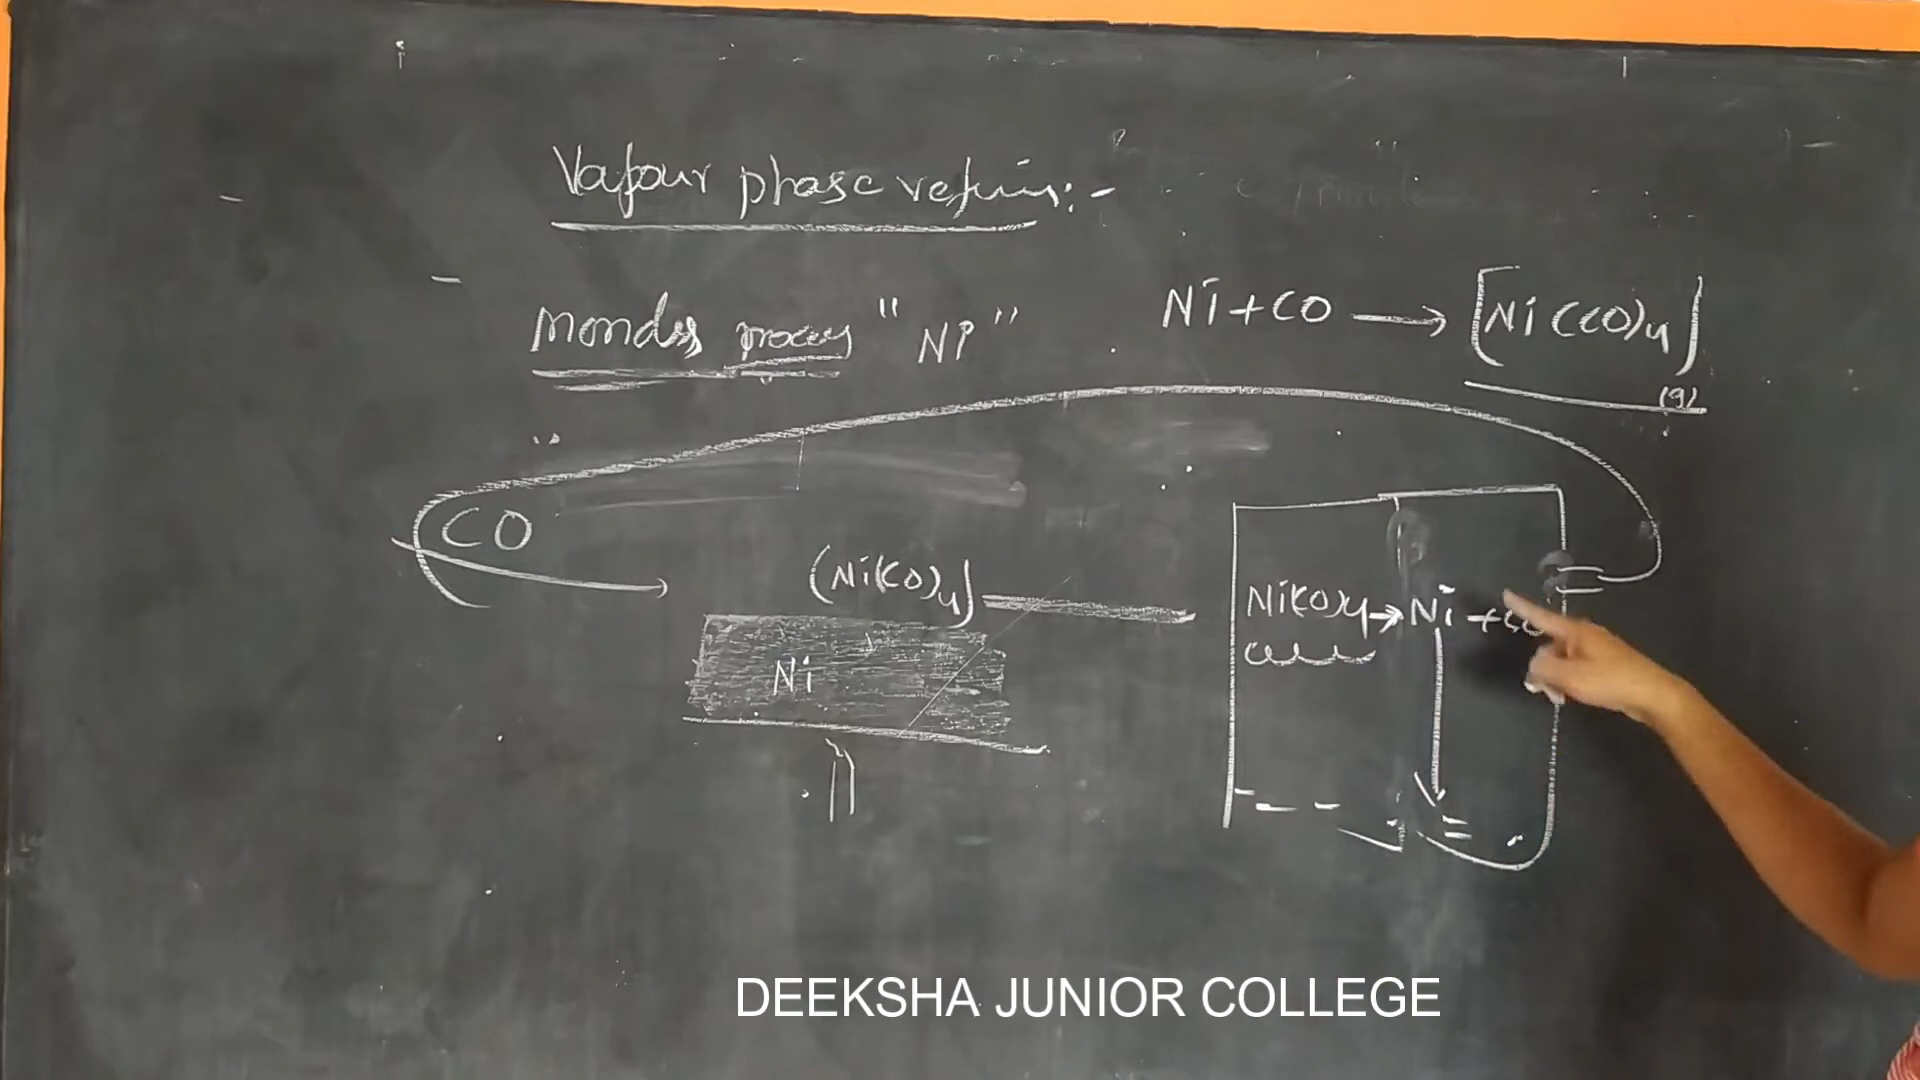 Vapour phase refining:-
Monds process "Ni"
Ni + CO → [Ni(CO)4]
(g)
CO
(Ni(CO)4]
Ni
Ni(CO)4 → Ni + CO
DEEKSHA JUNIOR COLLEGE